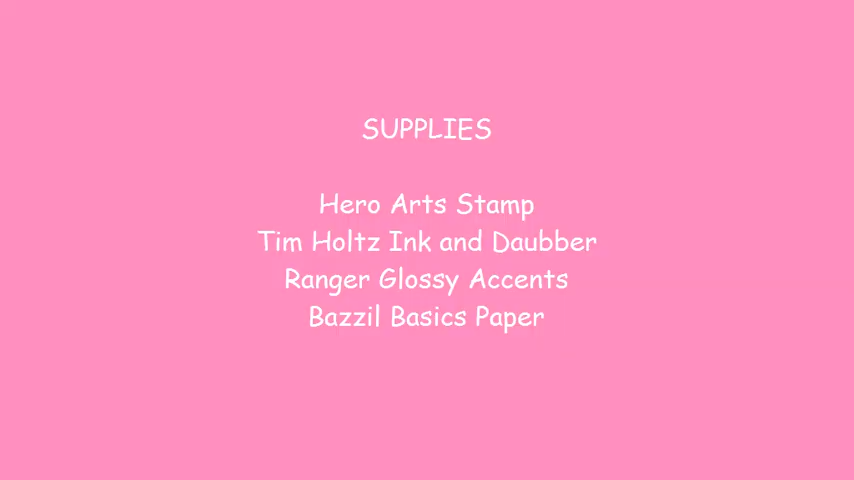 SUPPLIES
Hero Arts Stamp
Tim Holtz Ink and Daubber
Ranger Glossy Accents
Bazzil Basics Paper